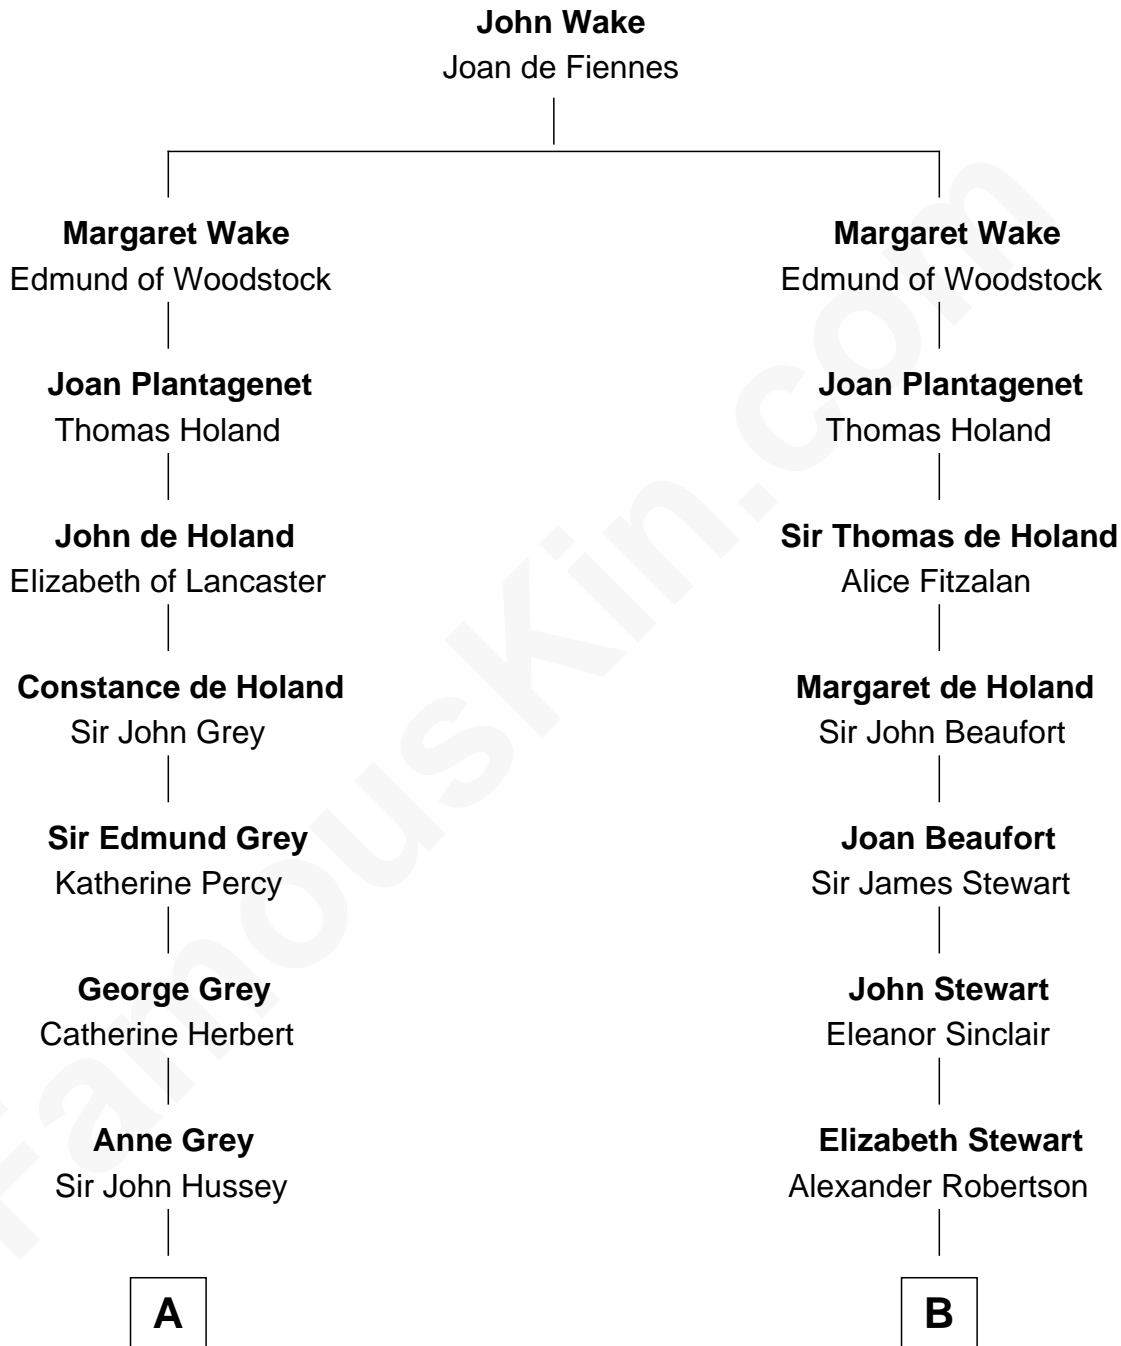 John Wake
Joan de Fiennes
Margaret Wake
Edmund of Woodstock
Margaret Wake
Edmund of Woodstock
Joan Plantagenet
Thomas Holand
Joan Plantagenet
Thomas Holand
John de Holand
Elizabeth of Lancaster
Sir Thomas de Holand
Alice Fitzalan
Constance de Holand
Sir John Grey
Margaret de Holand
Sir John Beaufort
Sir Edmund Grey
Katherine Percy
Joan Beaufort
Sir James Stewart
George Grey
Catherine Herbert
John Stewart
Eleanor Sinclair
Anne Grey
Sir John Hussey
Elizabeth Stewart
Alexander Robertson
A
B
FamousKin.com